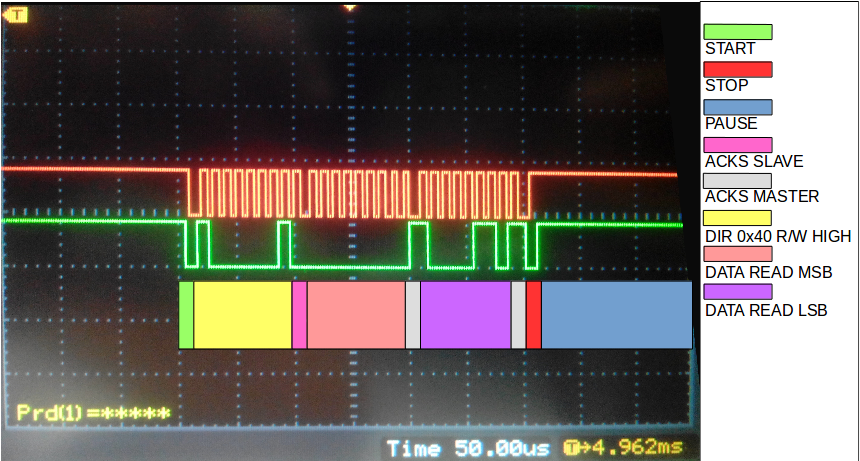 T
START
STOP
PAUSE
ACKS SLAVE
ACKS MASTER
DIR 0x40 R/W HIGH
DATA READ MSB
DATA READ LSB
Prd(1)=*****
Time 50.00us T→4.962ms